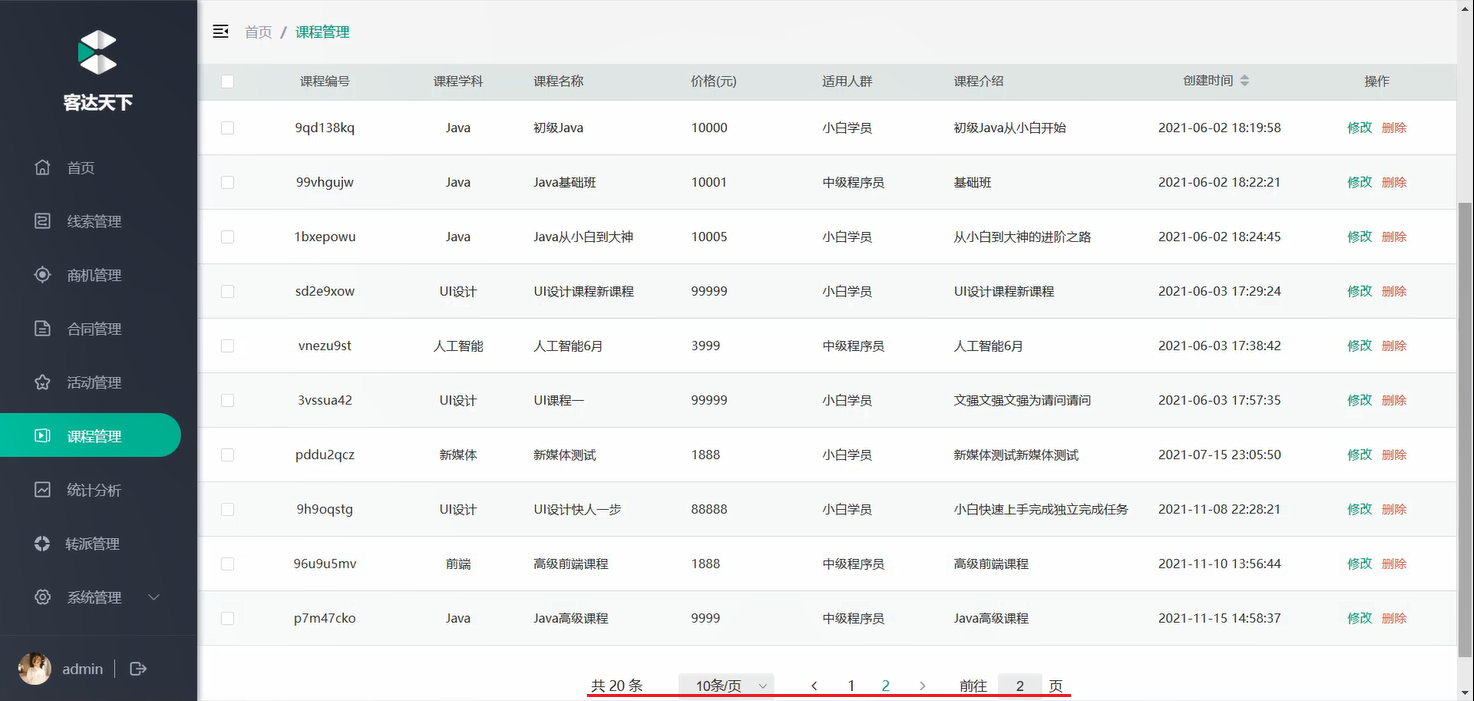 客达天下
首页
线索管理
商机管理
合同管理
活动管理
课程管理
统计分析
转派管理
系统管理
admin
首页 / 课程管理
课程编号 课程学科 课程名称 价格(元) 适用人群 课程介绍 创建时间 操作
9qd138kq Java 初级Java 10000 小白学员 初级Java从小白开始 2021-06-02 18:19:58 修改 删除
99vhgujw Java Java基础班 10001 中级程序员 基础班 2021-06-02 18:22:21 修改 删除
1bxepowu Java Java从小白到大神 10005 小白学员 从小白到大神的进阶之路 2021-06-02 18:24:45 修改 删除
sd2e9xow UI设计 UI设计课程新课程 99999 小白学员 UI设计课程新课程 2021-06-03 17:29:24 修改 删除
vnezu9st 人工智能 人工智能6月 3999 中级程序员 人工智能6月 2021-06-03 17:38:42 修改 删除
3vssua42 UI设计 UI课程一 99999 小白学员 文强文强文强为请问请问 2021-06-03 17:57:35 修改 删除
pddu2qcz 新媒体 新媒体测试 1888 小白学员 新媒体测试新媒体测试 2021-07-15 23:05:50 修改 删除
9h9oqstg UI设计 UI设计快人一步 88888 小白学员 小白快速上手完成独立完成任务 2021-11-08 22:28:21 修改 删除
96u9u5mv 前端 高级前端课程 1888 中级程序员 高级前端课程 2021-11-10 13:56:44 修改 删除
p7m47cko Java Java高级课程 9999 中级程序员 Java高级课程 2021-11-15 14:58:37 修改 删除
共 20 条 10条/页 1 2 前往 2 页